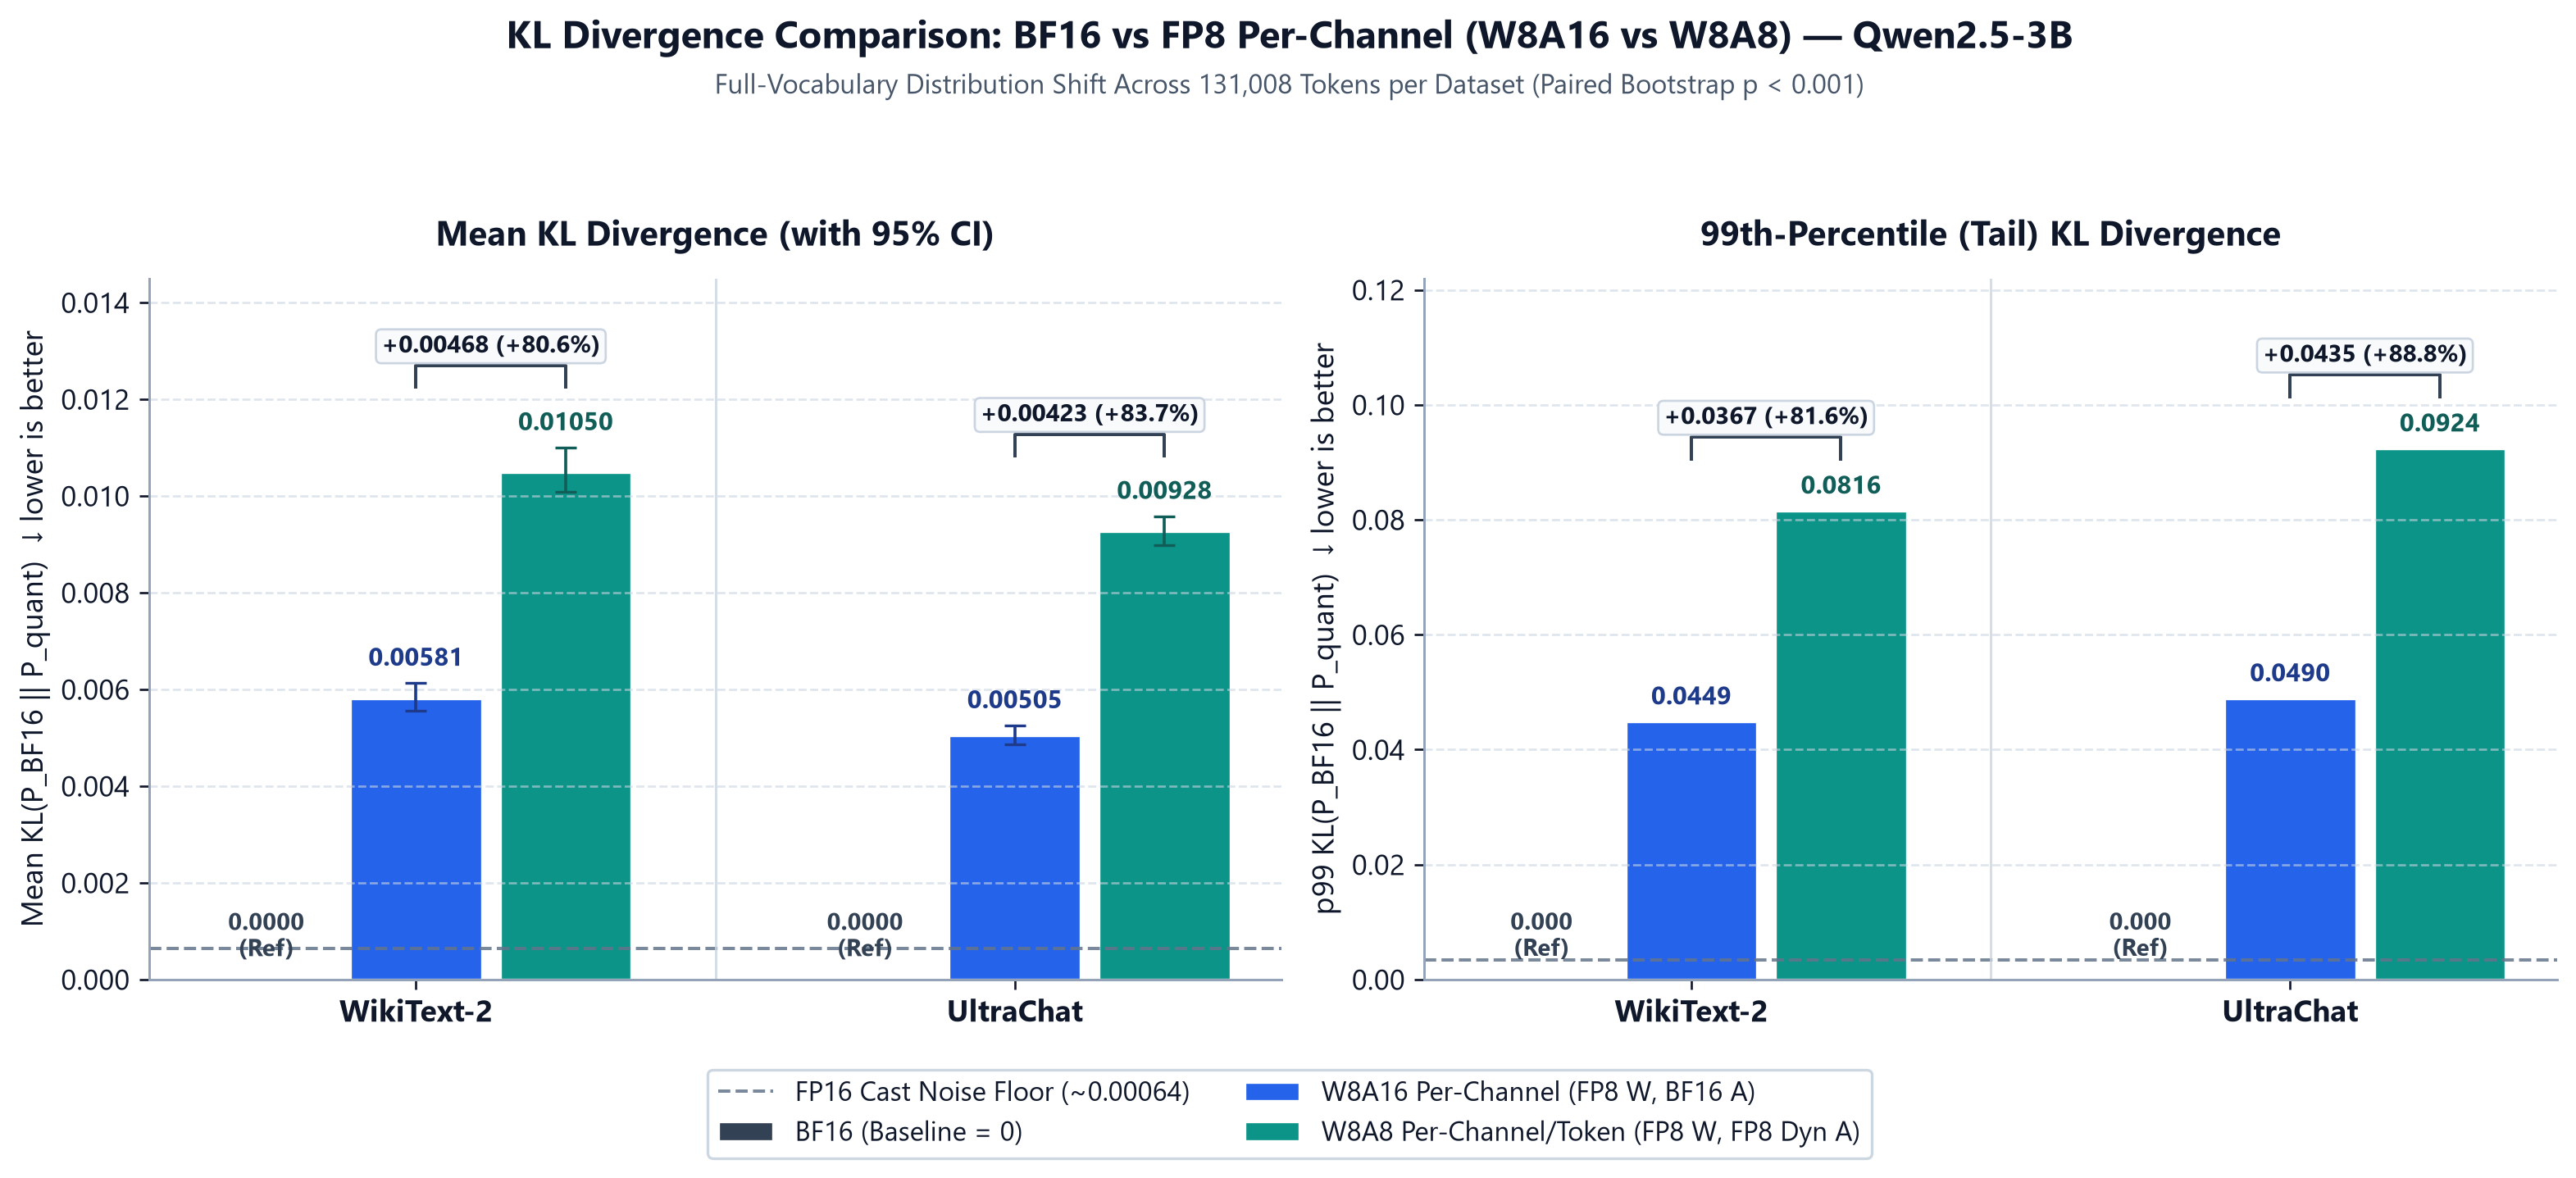 KL Divergence Comparison: BF16 vs FP8 Per-Channel (W8A16 vs W8A8) — Qwen2.5-3B
Full-Vocabulary Distribution Shift Across 131,008 Tokens per Dataset (Paired Bootstrap p < 0.001)
Mean KL Divergence (with 95% CI)
Mean KL(P_BF16 || P_quant) ↓ lower is better
0.014
0.012
0.010
0.008
0.006
0.004
0.002
0.000
+0.00468 (+80.6%)
0.01050
0.00581
0.0000
(Ref)
+0.00423 (+83.7%)
0.00928
0.00505
0.0000
(Ref)
WikiText-2
UltraChat
99th-Percentile (Tail) KL Divergence
p99 KL(P_BF16 || P_quant) ↓ lower is better
0.12
0.10
0.08
0.06
0.04
0.02
0.00
+0.0367 (+81.6%)
0.0816
0.0449
0.000
(Ref)
+0.0435 (+88.8%)
0.0924
0.0490
0.000
(Ref)
WikiText-2
UltraChat
FP16 Cast Noise Floor (~0.00064)
BF16 (Baseline = 0)
W8A16 Per-Channel (FP8 W, BF16 A)
W8A8 Per-Channel/Token (FP8 W, FP8 Dyn A)